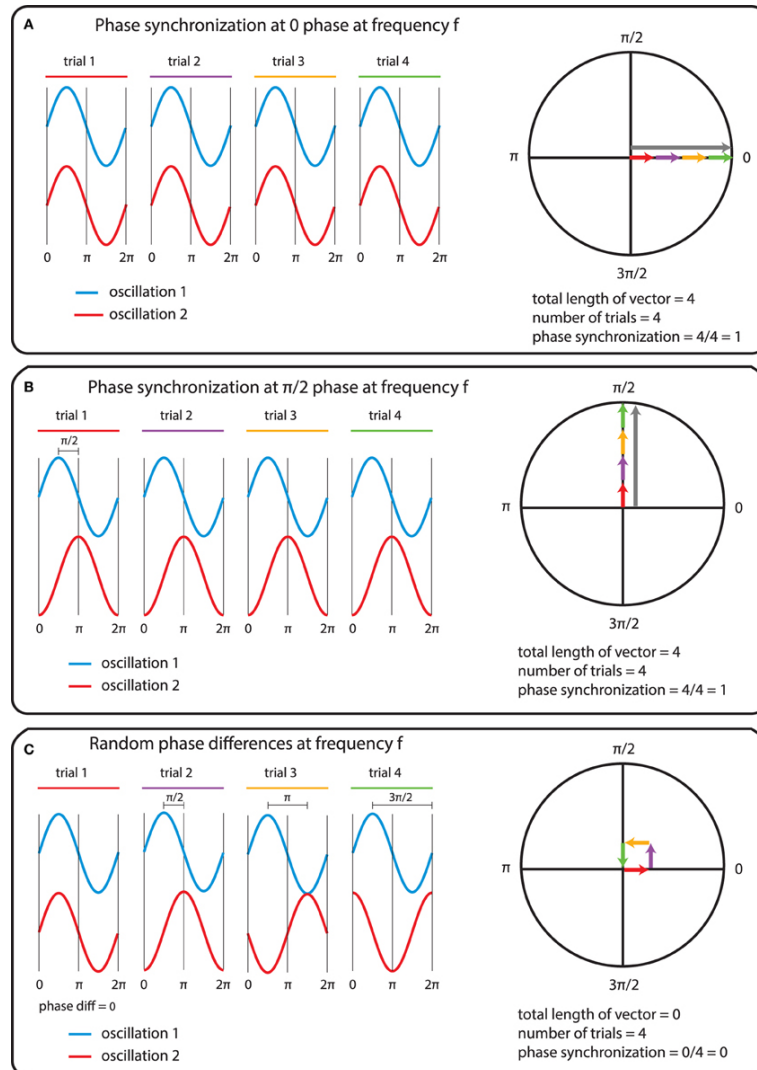 A
Phase synchronization at 0 phase at frequency f
trial 1 trial 2 trial 3 trial 4
0 π 2π 0 π 2π 0 π 2π 0 π 2π
oscillation 1
oscillation 2
π/2
π 0
3π/2
total length of vector = 4
number of trials = 4
phase synchronization = 4/4 = 1
B
Phase synchronization at π/2 phase at frequency f
trial 1 trial 2 trial 3 trial 4
π/2
0 π 2π 0 π 2π 0 π 2π 0 π 2π
oscillation 1
oscillation 2
π/2
π 0
3π/2
total length of vector = 4
number of trials = 4
phase synchronization = 4/4 = 1
C
Random phase differences at frequency f
trial 1 trial 2 trial 3 trial 4
π/2 π 3π/2
0 π 2π 0 π 2π 0 π 2π 0 π 2π
phase diff = 0
oscillation 1
oscillation 2
π/2
π 0
3π/2
total length of vector = 0
number of trials = 4
phase synchronization = 0/4 = 0